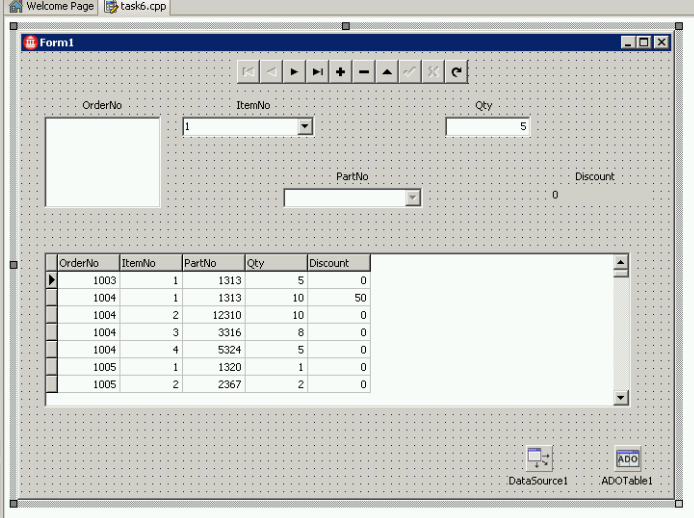 Welcome Page task6.cpp
Form1
OrderNo ItemNo Qty
1 5
PartNo Discount
0
OrderNo ItemNo PartNo Qty Discount
1003 1 1313 5 0
1004 1 1313 10 50
1004 2 12310 10 0
1004 3 3316 8 0
1004 4 5324 5 0
1005 1 1320 1 0
1005 2 2367 2 0
ADO
DataSource1 ADOTable1